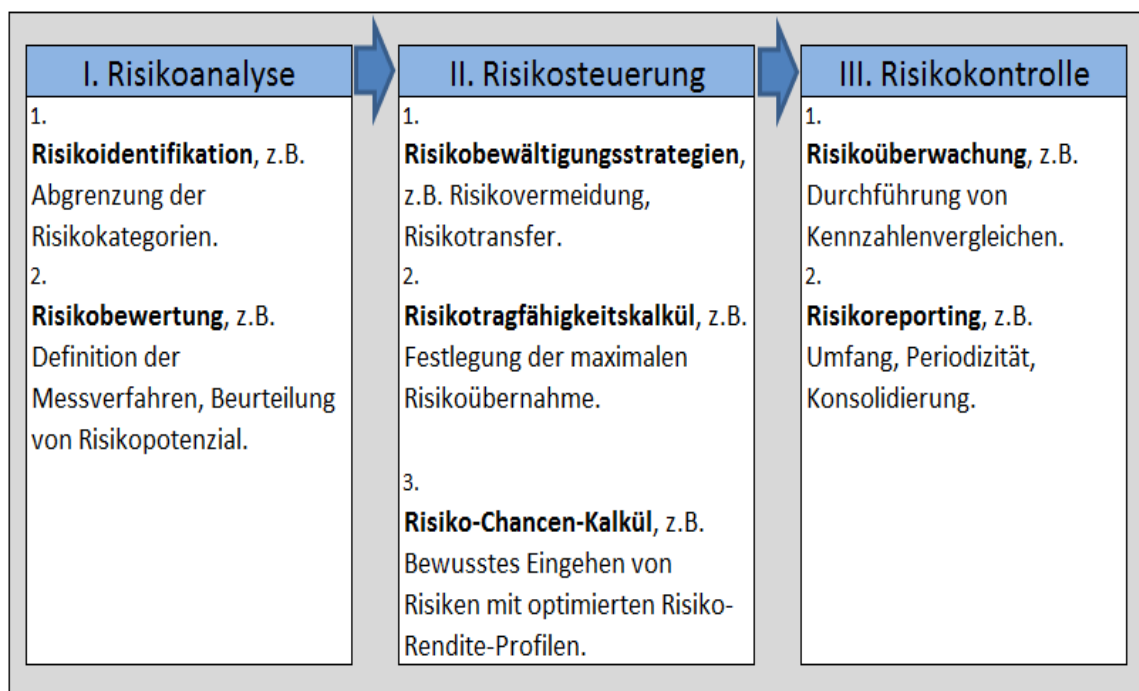 I. Risikoanalyse
1.
Risikoidentifikation, z.B.
Abgrenzung der
Risikokategorien.
2.
Risikobewertung, z.B.
Definition der
Messverfahren, Beurteilung
von Risikopotenzial.
II. Risikosteuerung
1.
Risikobewältigungsstrategien,
z.B. Risikovermeidung,
Risikotransfer.
2.
Risikotragfähigkeitskalkül, z.B.
Festlegung der maximalen
Risikoübernahme.
3.
Risiko-Chancen-Kalkül, z.B.
Bewusstes Eingehen von
Risiken mit optimierten Risiko-
Rendite-Profilen.
III. Risikokontrolle
1.
Risikoüberwachung, z.B.
Durchführung von
Kennzahlenvergleichen.
2.
Risikoreporting, z.B.
Umfang, Periodizität,
Konsolidierung.